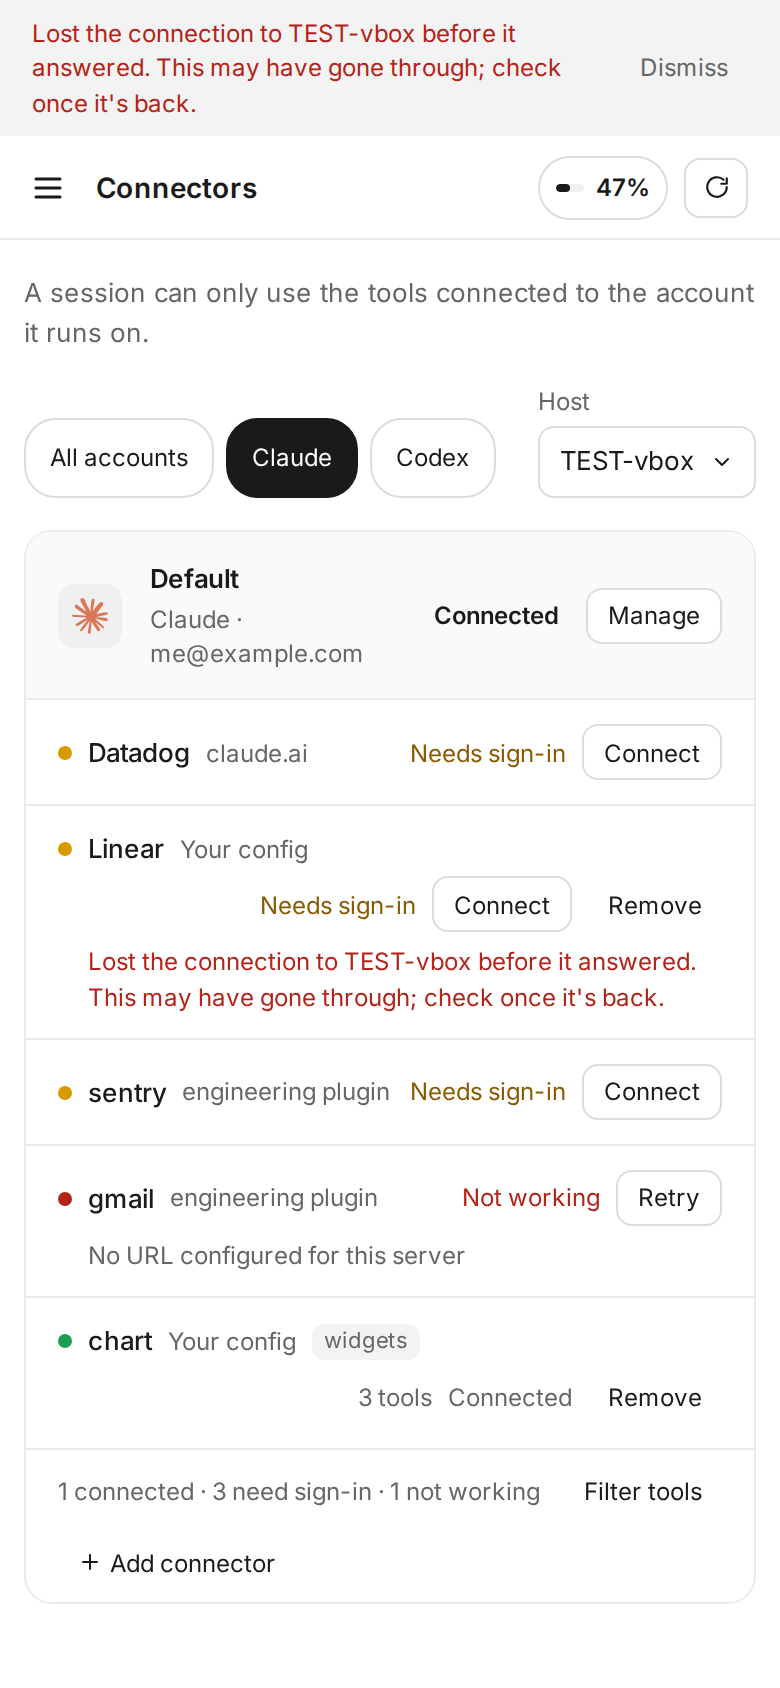 Lost the connection to TEST-vbox before it
answered. This may have gone through; check
once it's back.
Dismiss
Connectors
47%
A session can only use the tools connected to the account
it runs on.
Host
All accounts
Claude
Codex
TEST-vbox
Default
Claude ·
me@example.com
Connected
Manage
Datadog claude.ai
Needs sign-in
Connect
Linear Your config
Needs sign-in
Connect
Remove
Lost the connection to TEST-vbox before it answered.
This may have gone through; check once it's back.
sentry engineering plugin
Needs sign-in
Connect
gmail engineering plugin
Not working
Retry
No URL configured for this server
chart Your config widgets
3 tools Connected
Remove
1 connected · 3 need sign-in · 1 not working
Filter tools
+ Add connector